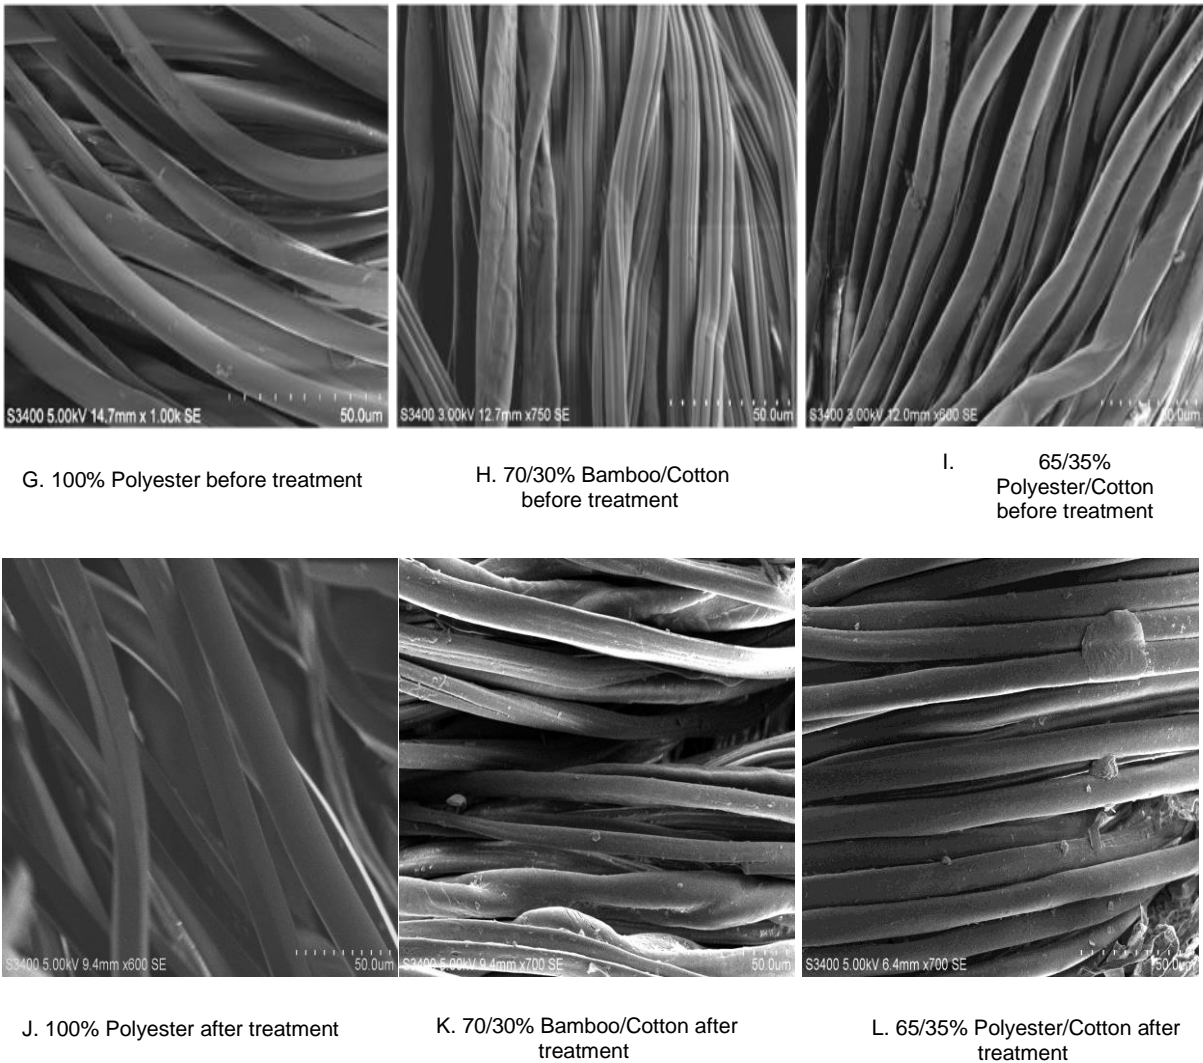 S3400 5.00kV 14.7mm x 1.00k SE 50.0um
S3400 3.00kV 12.7mm x750 SE 50.0um
S3400 3.00kV 12.0mm x600 SE 50.0um
G. 100% Polyester before treatment
H. 70/30% Bamboo/Cotton
before treatment
I. 65/35%
Polyester/Cotton
before treatment
S3400 5.00kV 9.4mm x600 SE 50.0um
S3400 5.00kV 9.4mm x700 SE 50.0um
S3400 5.00kV 6.4mm x700 SE 50.0um
J. 100% Polyester after treatment
K. 70/30% Bamboo/Cotton after
treatment
L. 65/35% Polyester/Cotton after
treatment